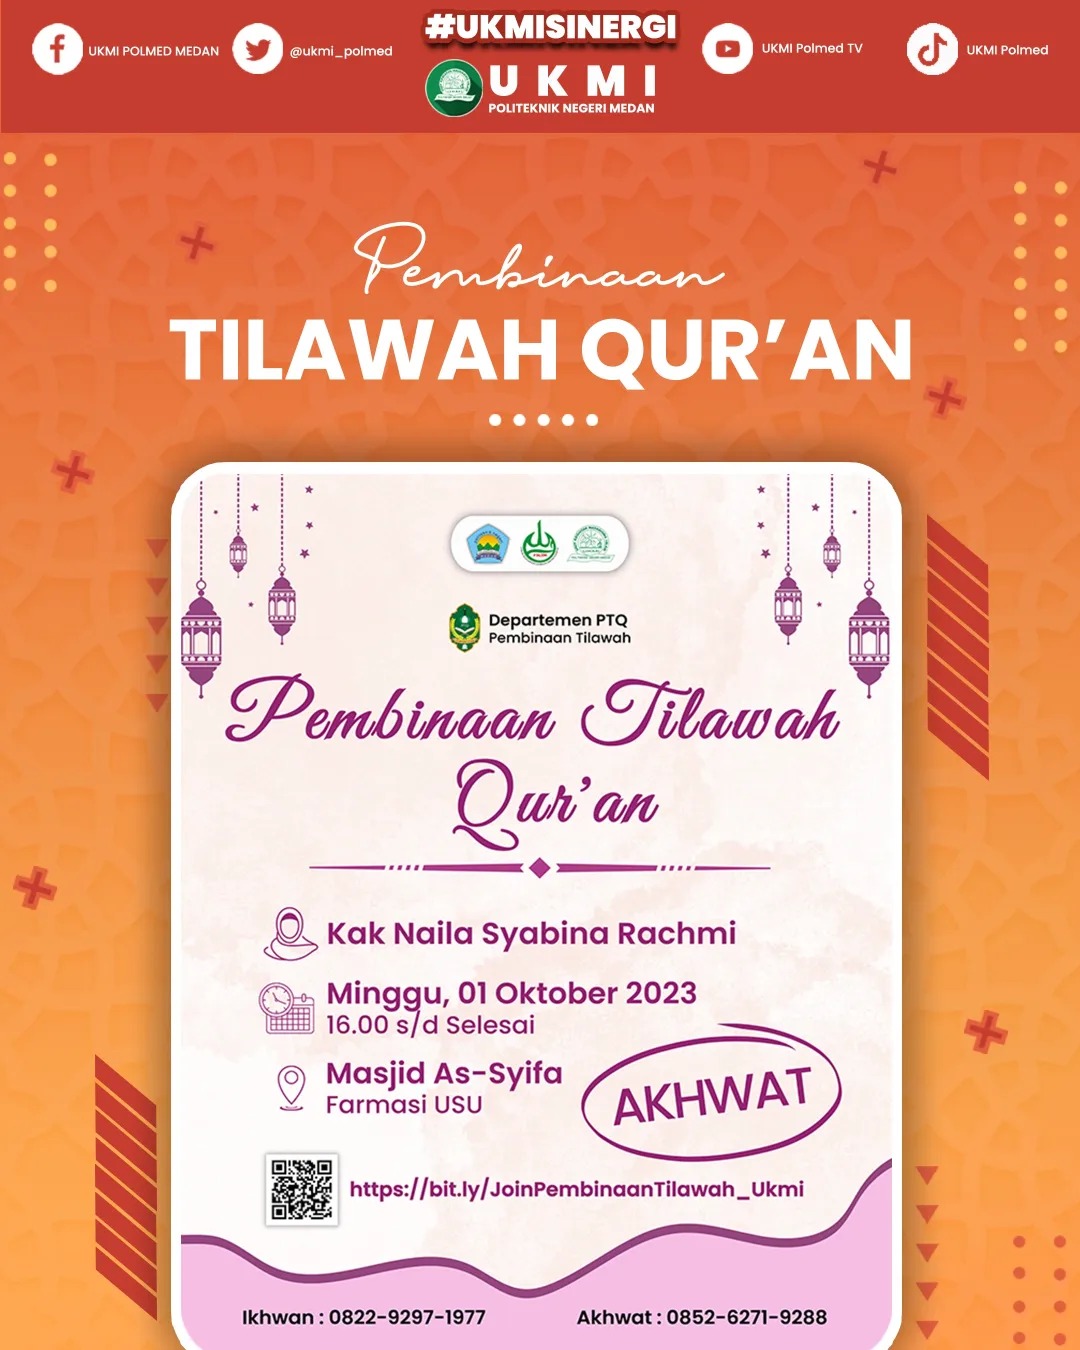 #UKMISINERGI
UKMI POLMED MEDAN
@ukmi_polmed
UKMI
POLITEKNIK NEGERI MEDAN
UKMI Polmed TV
UKMI Polmed
Pembinaan
TILAWAH QUR'AN
Departemen PTQ
Pembinaan Tilawah
Pembinaan Tilawah
Qur'an
Kak Naila Syabina Rachmi
Minggu, 01 Oktober 2023
16.00 s/d Selesai
Masjid As-Syifa
Farmasi USU
AKHWAT
https://bit.ly/JoinPembinaanTilawah_Ukmi
Ikhwan : 0822-9297-1977
Akhwat : 0852-6271-9288